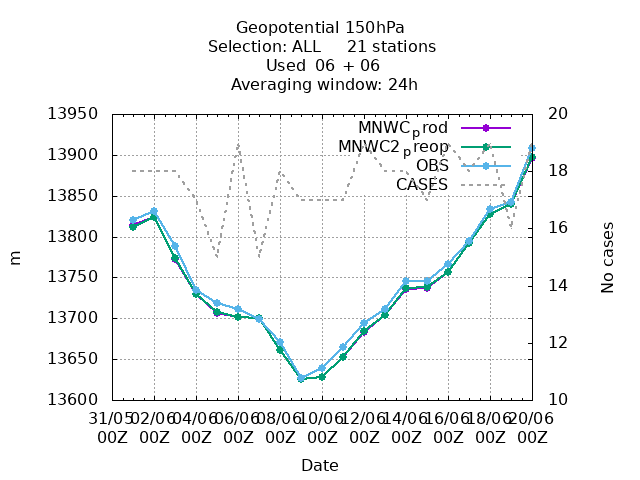 Geopotential 150hPa
Selection: ALL 21 stations
Used 06 + 06
Averaging window: 24h
13950
13900
13850
13800
13750
13700
13650
13600
m
20
18
16
14
12
10
No cases
MNWCprod
MNWC2preop
OBS
CASES
31/05 02/06 04/06 06/06 08/06 10/06 12/06 14/06 16/06 18/06 20/06
00Z 00Z 00Z 00Z 00Z 00Z 00Z 00Z 00Z 00Z 00Z
Date